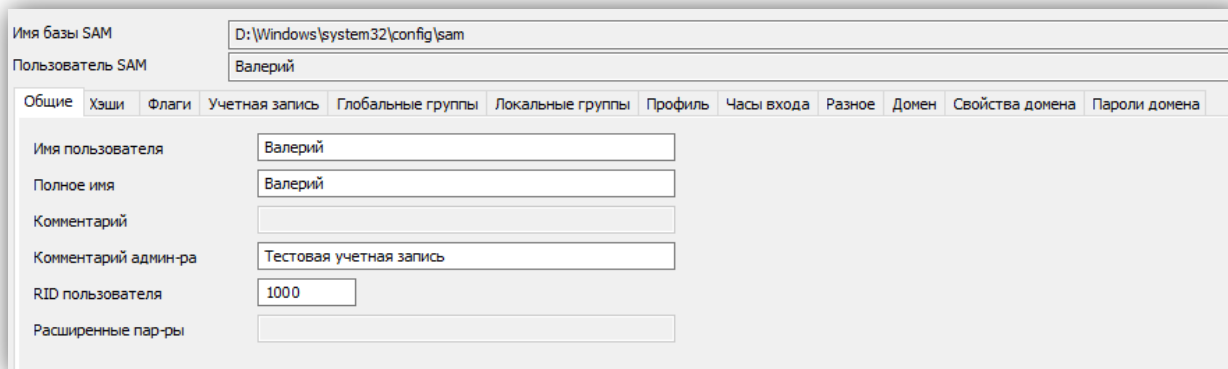 Имя базы SAM D:\Windows\system32\config\sam
Пользователь SAM Валерий
Общие Хэши Флаги Учетная запись Глобальные группы Локальные группы Профиль Часы входа Разное Домен Свойства домена Пароли домена
Имя пользователя Валерий
Полное имя Валерий
Комментарий
Комментарий админ-ра Тестовая учетная запись
RID пользователя 1000
Расширенные пар-ры